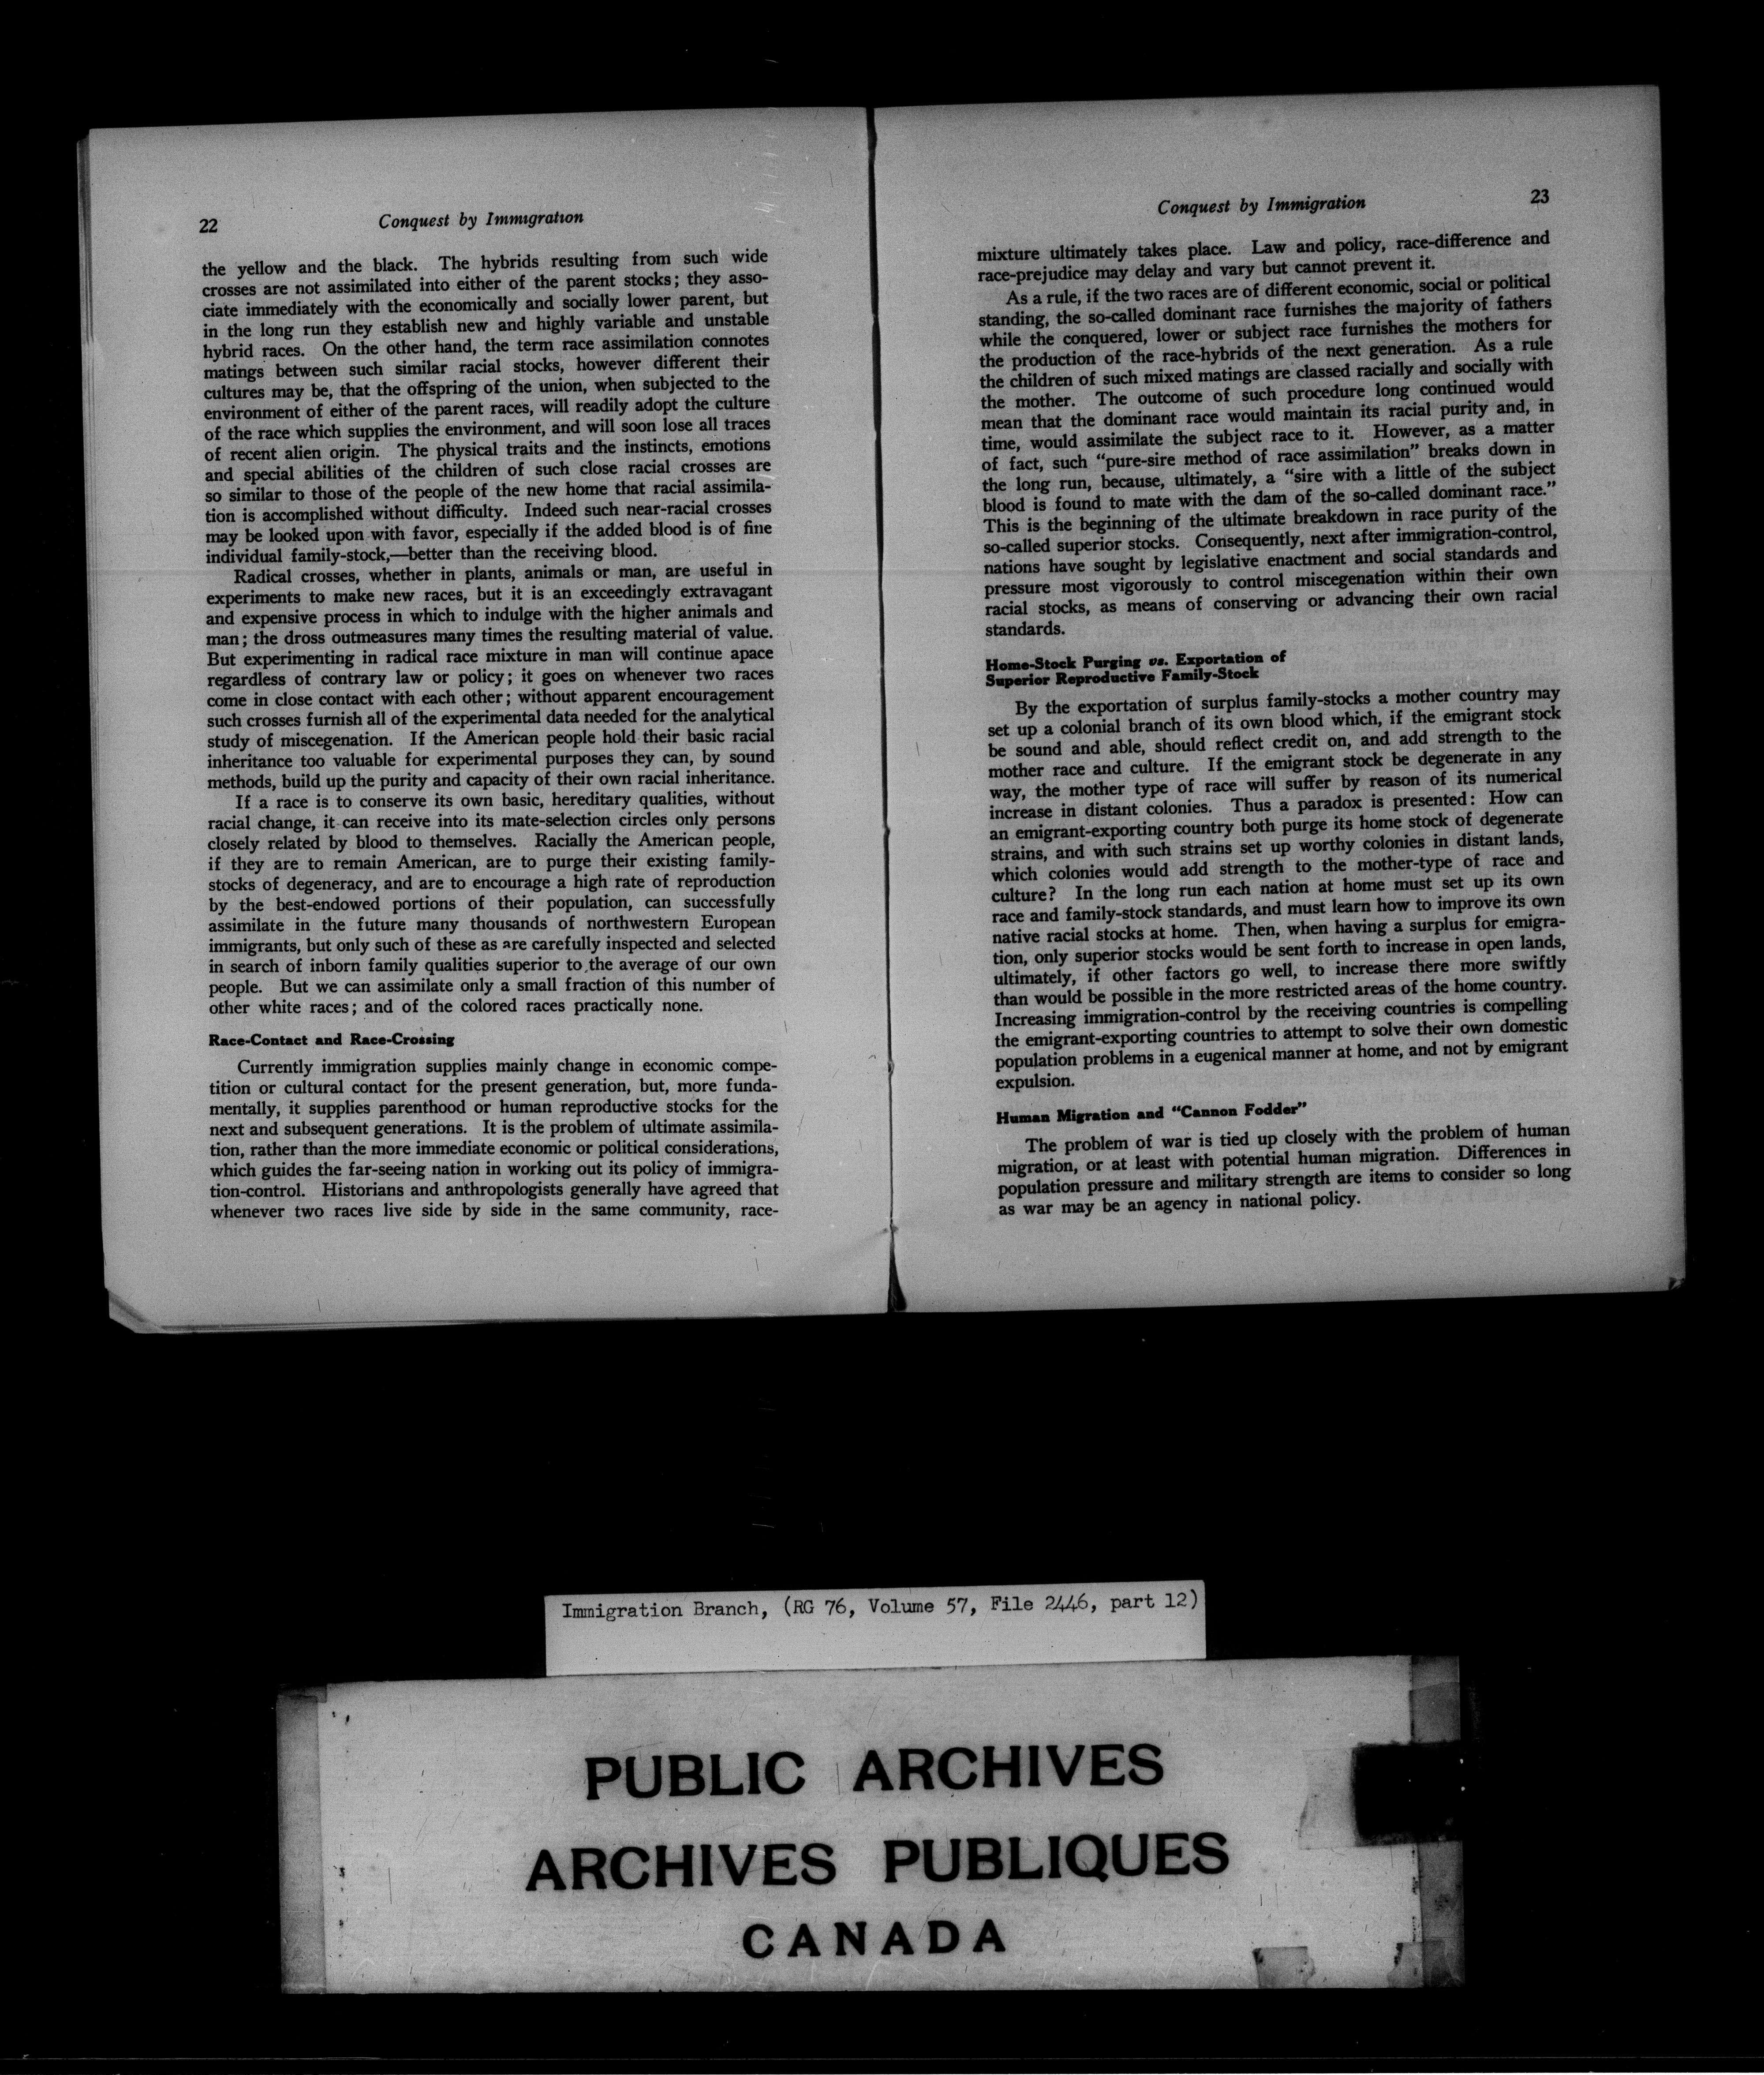 22
Conquest by Immigration
the yellow and the black. The hybrids resulting from such wide
crosses are not assimilated into either of the parent stocks; they asso-
ciate immediately with the economically and socially lower parent, but
in the long run they establish new and highly variable and unstable
hybrid races. On the other hand, the term race assimilation connotes
matings between such similar racial stocks, however different their
cultures may be, that the offspring of the union, when subjected to the
environment of either of the parent races, will readily adopt the culture
of the race which supplies the environment, and will soon lose all traces
of recent alien origin. The physical traits and the instincts, emotions
and special abilities of the children of such close racial crosses are
so similar to those of the people of the new home that racial assimila-
tion is accomplished without difficulty. Indeed such near-racial crosses
may be looked upon with favor, especially if the added blood is of fine
individual family-stock,—better than the receiving blood.
Radical crosses, whether in plants, animals or man, are useful in
experiments to make new races, but it is an exceedingly extravagant
and expensive process in which to indulge with the higher animals and
man; the dross outmeasures many times the resulting material of value.
But experimenting in radical race mixture in man will continue apace
regardless of contrary law or policy; it goes on whenever two races
come in close contact with each other; without apparent encouragement
such crosses furnish all of the experimental data needed for the analytical
study of miscegenation. If the American people hold their basic racial
inheritance too valuable for experimental purposes they can, by sound
methods, build up the purity and capacity of their own racial inheritance.
If a race is to conserve its own basic, hereditary qualities, without
racial change, it can receive into its mate-selection circles only persons
closely related by blood to themselves. Racially the American people,
if they are to remain American, are to purge their existing family-
stocks of degeneracy, and are to encourage a high rate of reproduction
by the best-endowed portions of their population, can successfully
assimilate in the future many thousands of northwestern European
immigrants, but only such of these as are carefully inspected and selected
in search of inborn family qualities superior to the average of our own
people. But we can assimilate only a small fraction of this number of
other white races; and of the colored races practically none.
Race-Contact and Race-Crossing
Currently immigration supplies mainly change in economic compe-
tition or cultural contact for the present generation, but, more funda-
mentally, it supplies parenthood or human reproductive stocks for the
next and subsequent generations. It is the problem of ultimate assimila-
tion, rather than the more immediate economic or political considerations,
which guides the far-seeing nation in working out its policy of immigra-
tion-control. Historians and anthropologists generally have agreed that
whenever two races live side by side in the same community, race-
Conquest by Immigration
23
mixture ultimately takes place. Law and policy, race-difference and
race-prejudice may delay and vary but cannot prevent it.
As a rule, if the two races are of different economic, social or political
standing, the so-called dominant race furnishes the majority of fathers
while the conquered, lower or subject race furnishes the mothers for
the production of the race-hybrids of the next generation. As a rule
the children of such mixed matings are classed racially and socially with
the mother. The outcome of such procedure long continued would
mean that the dominant race would maintain its racial purity and, in
time, would assimilate the subject race to it. However, as a matter
of fact, such “pure-sire method of race assimilation” breaks down in
the long run, because, ultimately, a “sire with a little of the subject
blood is found to mate with the dam of the so-called dominant race.”
This is the beginning of the ultimate breakdown in race purity of the
so-called superior stocks. Consequently, next after immigration-control,
nations have sought by legislative enactment and social standards and
pressure most vigorously to control miscegenation within their own
racial stocks, as means of conserving or advancing their own racial
standards.
Home-Stock Purging vs. Exportation of
Superior Reproductive Family-Stock
By the exportation of surplus family-stocks a mother country may
set up a colonial branch of its own blood which, if the emigrant stock
be sound and able, should reflect credit on, and add strength to the
mother race and culture. If the emigrant stock be degenerate in any
way, the mother type of race will suffer by reason of its numerical
increase in distant colonies. Thus a paradox is presented: How can
an emigrant-exporting country both purge its home stock of degenerate
strains, and with such strains set up worthy colonies in distant lands,
which colonies would add strength to the mother-type of race and
culture? In the long run each nation at home must set up its own
race and family-stock standards, and must learn how to improve its own
native racial stocks at home. Then, when having a surplus for emigra-
tion, only superior stocks would be sent forth to increase in open lands,
ultimately, if other factors go well, to increase there more swiftly
than would be possible in the more restricted areas of the home country.
Increasing immigration-control by the receiving countries is compelling
the emigrant-exporting countries to attempt to solve their own domestic
population problems in a eugenical manner at home, and not by emigrant
expulsion.
Human Migration and “Cannon Fodder”
The problem of war is tied up closely with the problem of human
migration, or at least with potential human migration. Differences in
population pressure and military strength are items to consider so long
as war may be an agency in national policy.
Immigration Branch, (RG 76, Volume 57, File 2446, part 12)
PUBLIC ARCHIVES
ARCHIVES PUBLIQUES
CANADA